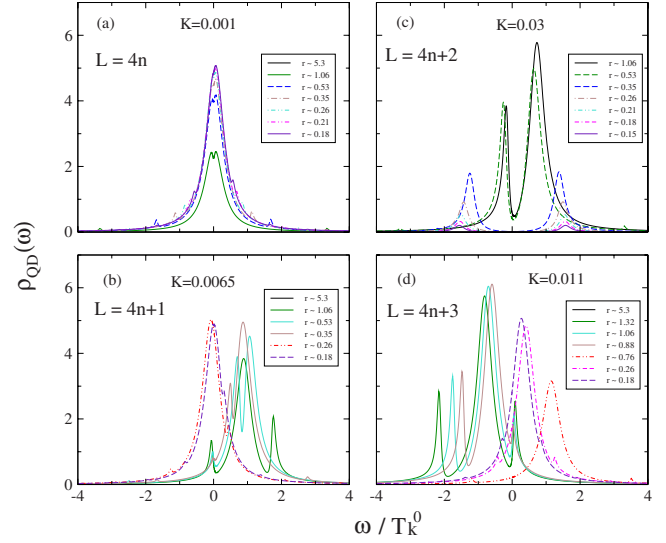 (a)
K=0.001
L = 4n
r ~ 5.3
r ~ 1.06
r ~ 0.53
r ~ 0.35
r ~ 0.26
r ~ 0.21
r ~ 0.18
0
2
4
6
(c)
K=0.03
L = 4n+2
r ~ 1.06
r ~ 0.53
r ~ 0.35
r ~ 0.26
r ~ 0.21
r ~ 0.18
r ~ 0.15
ρQD(ω)
(b)
K=0.0065
L = 4n+1
r ~ 5.3
r ~ 1.06
r ~ 0.53
r ~ 0.35
r ~ 0.26
r ~ 0.18
0
2
4
6
-4 -2 0 2 4
(d)
K=0.011
L = 4n+3
r ~ 5.3
r ~ 1.32
r ~ 1.06
r ~ 0.88
r ~ 0.76
r ~ 0.26
r ~ 0.18
-4 -2 0 2 4
ω / Tk0